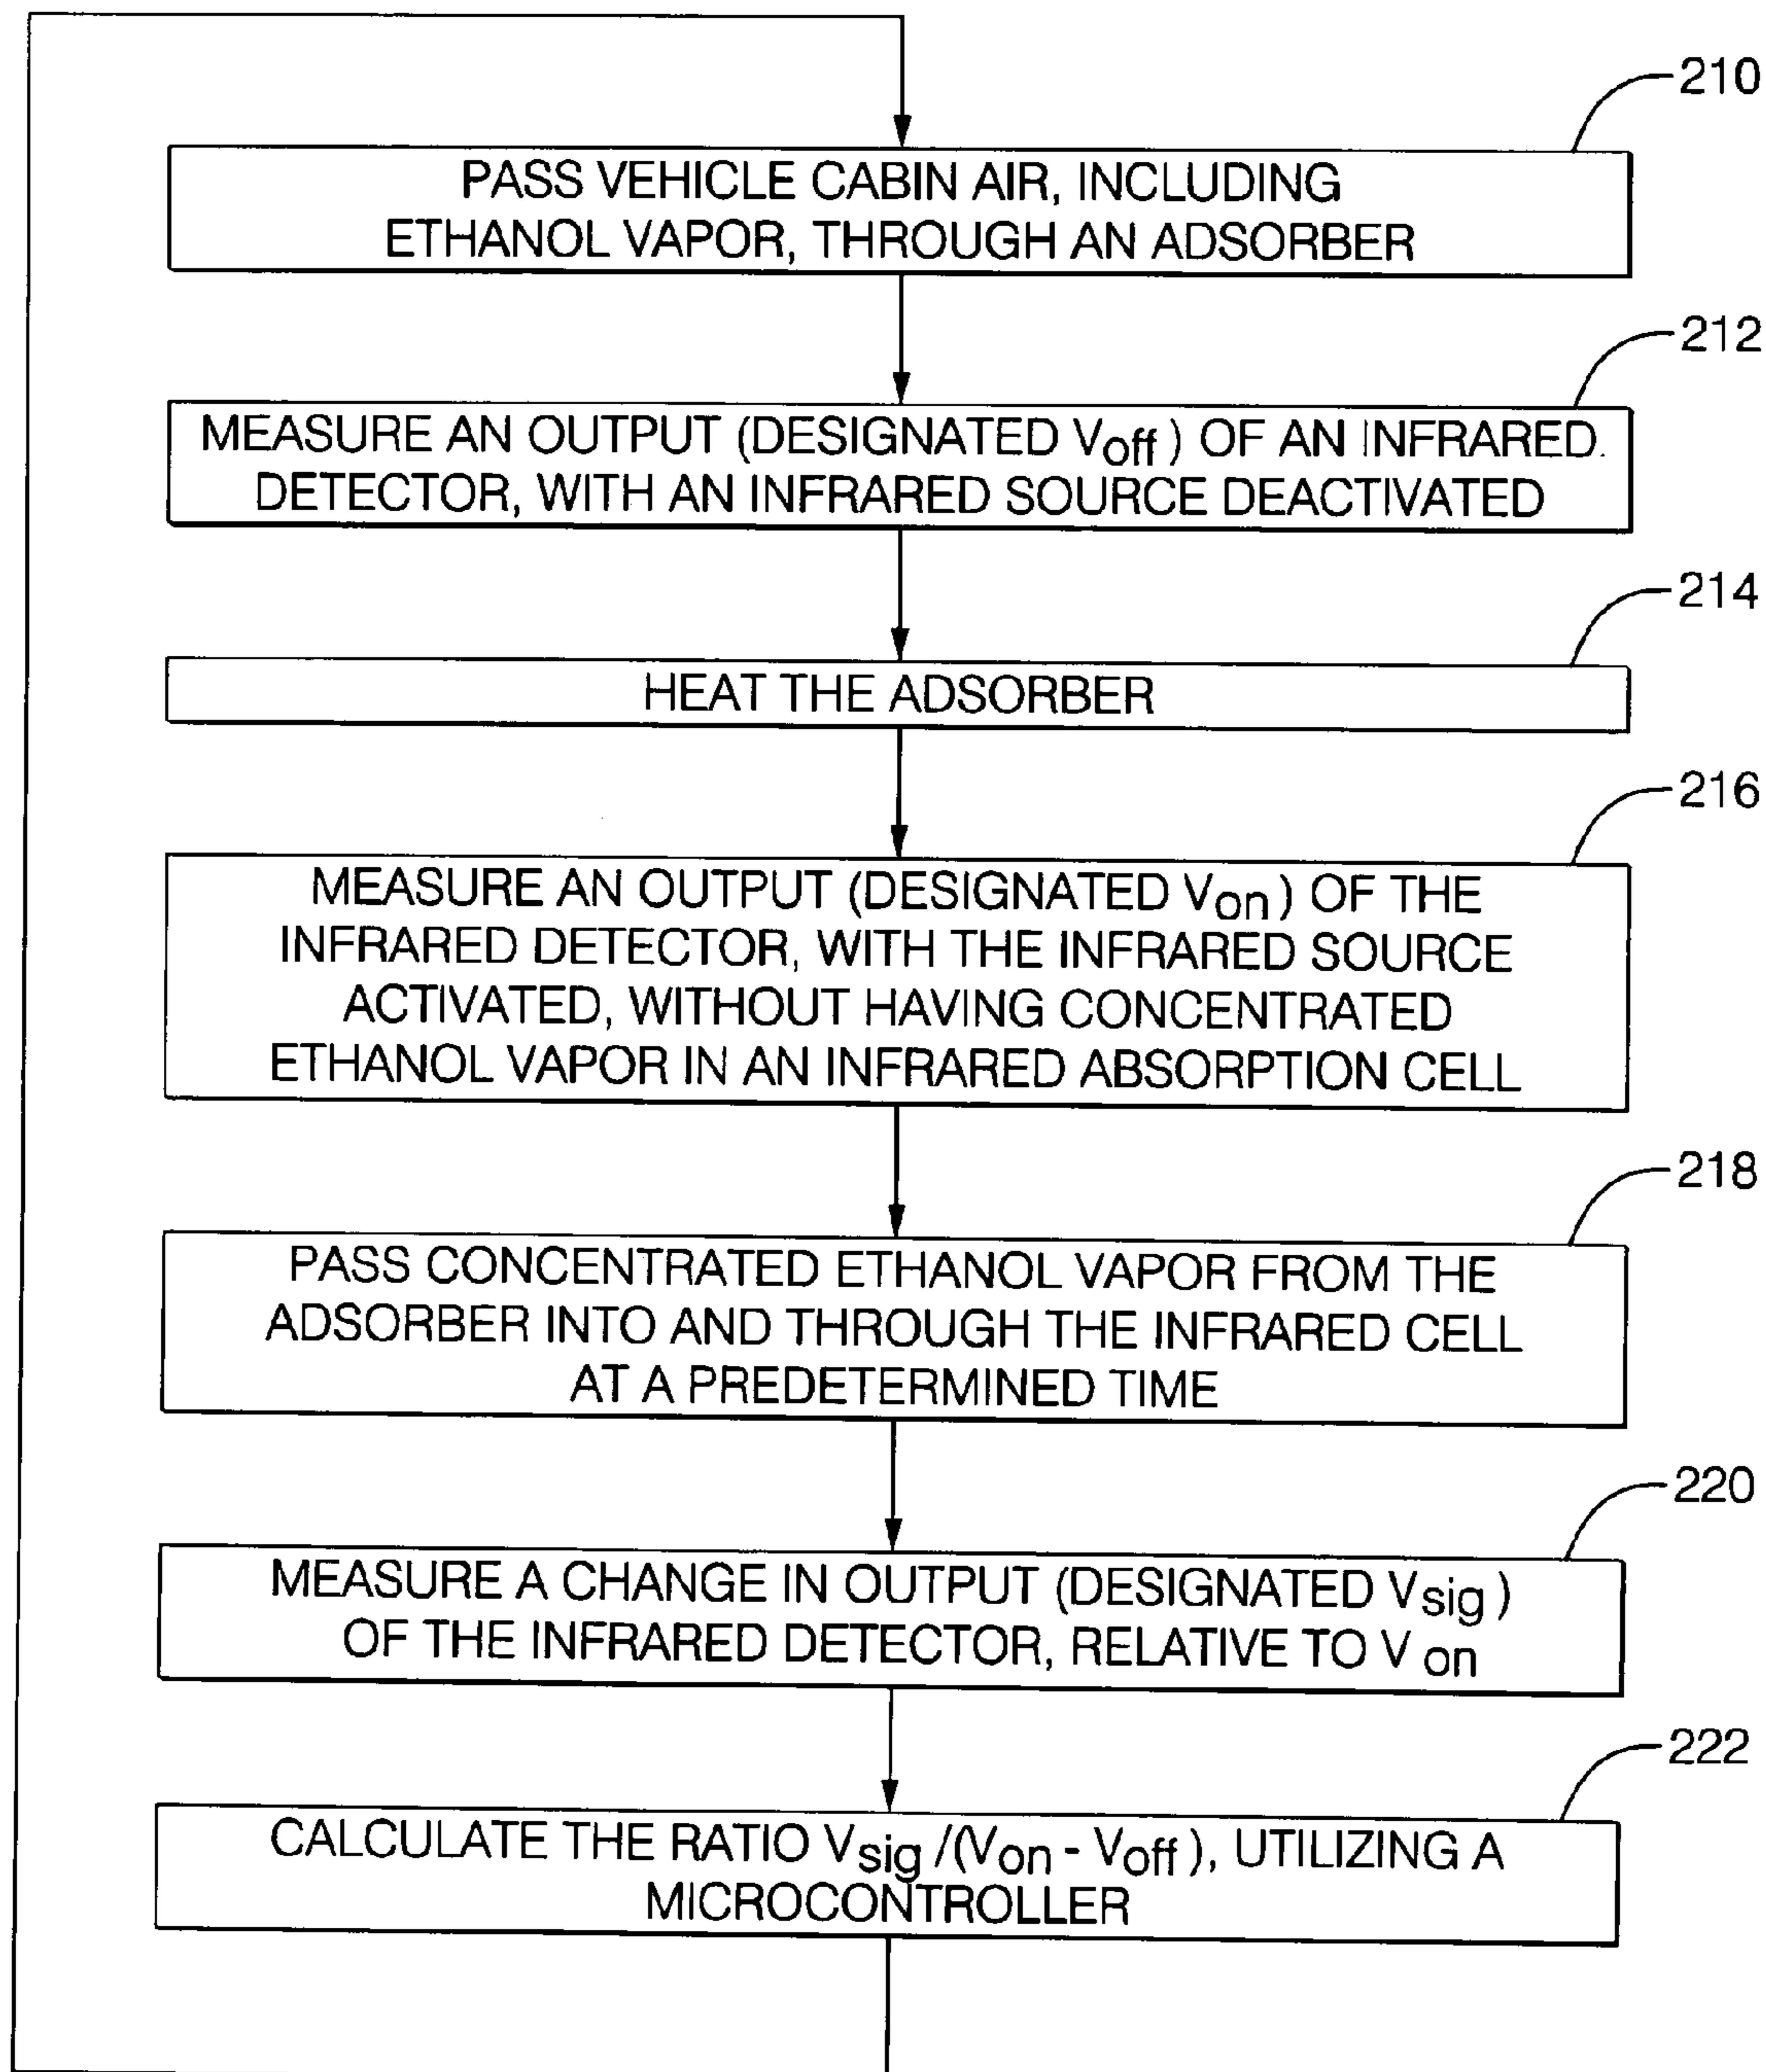 210
PASS VEHICLE CABIN AIR, INCLUDING
ETHANOL VAPOR, THROUGH AN ADSORBER
212
MEASURE AN OUTPUT (DESIGNATED Voff) OF AN INFRARED
DETECTOR, WITH AN INFRARED SOURCE DEACTIVATED
214
HEAT THE ADSORBER
216
MEASURE AN OUTPUT (DESIGNATED Von) OF THE
INFRARED DETECTOR, WITH THE INFRARED SOURCE
ACTIVATED, WITHOUT HAVING CONCENTRATED
ETHANOL VAPOR IN AN INFRARED ABSORPTION CELL
218
PASS CONCENTRATED ETHANOL VAPOR FROM THE
ADSORBER INTO AND THROUGH THE INFRARED CELL
AT A PREDETERMINED TIME
220
MEASURE A CHANGE IN OUTPUT (DESIGNATED Vsig)
OF THE INFRARED DETECTOR, RELATIVE TO Von
222
CALCULATE THE RATIO Vsig/(Von - Voff), UTILIZING A
MICROCONTROLLER